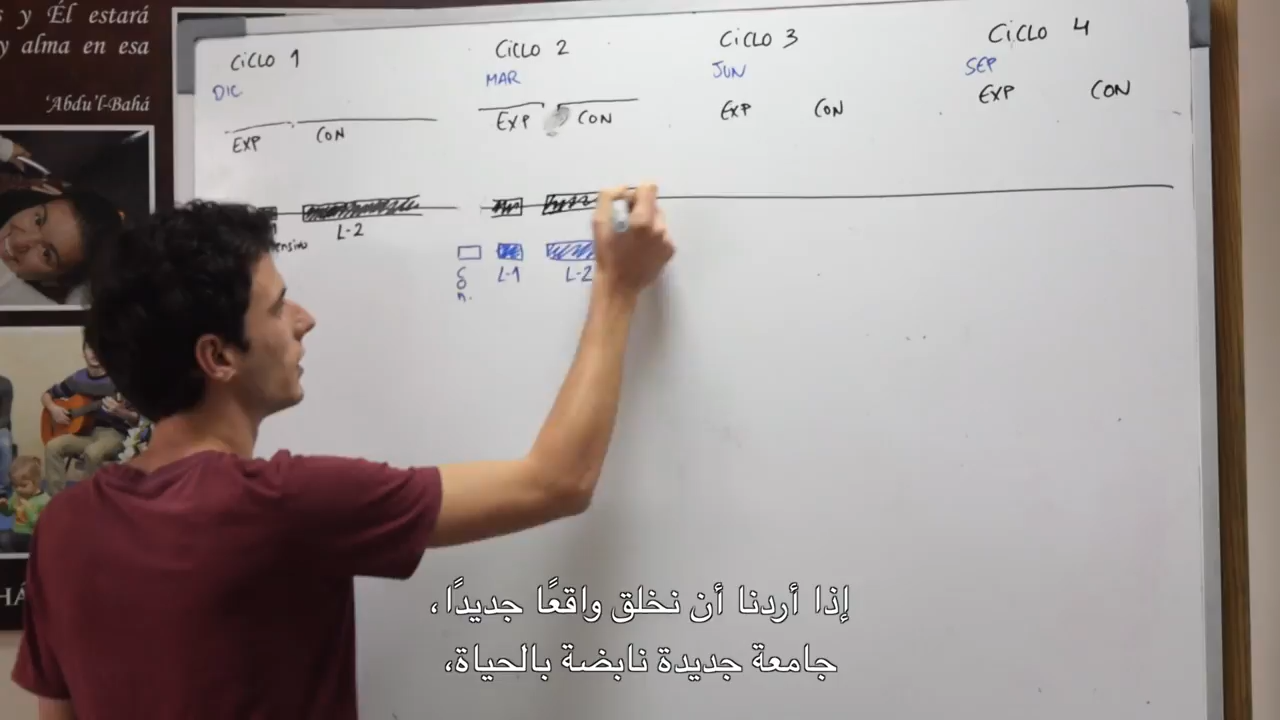 s y Él estará
y alma en esa
'Abdu'l-Bahá
CICLO 1
DIC
EXP CON
L-2
CICLO 2
MAR
EXP CON
L-1 L-2
CICLO 3
JUN
EXP CON
CICLO 4
SEP
EXP CON
إذا أردنا أن نخلق واقعًا جديدًا،
جامعة جديدة نابضة بالحياة،